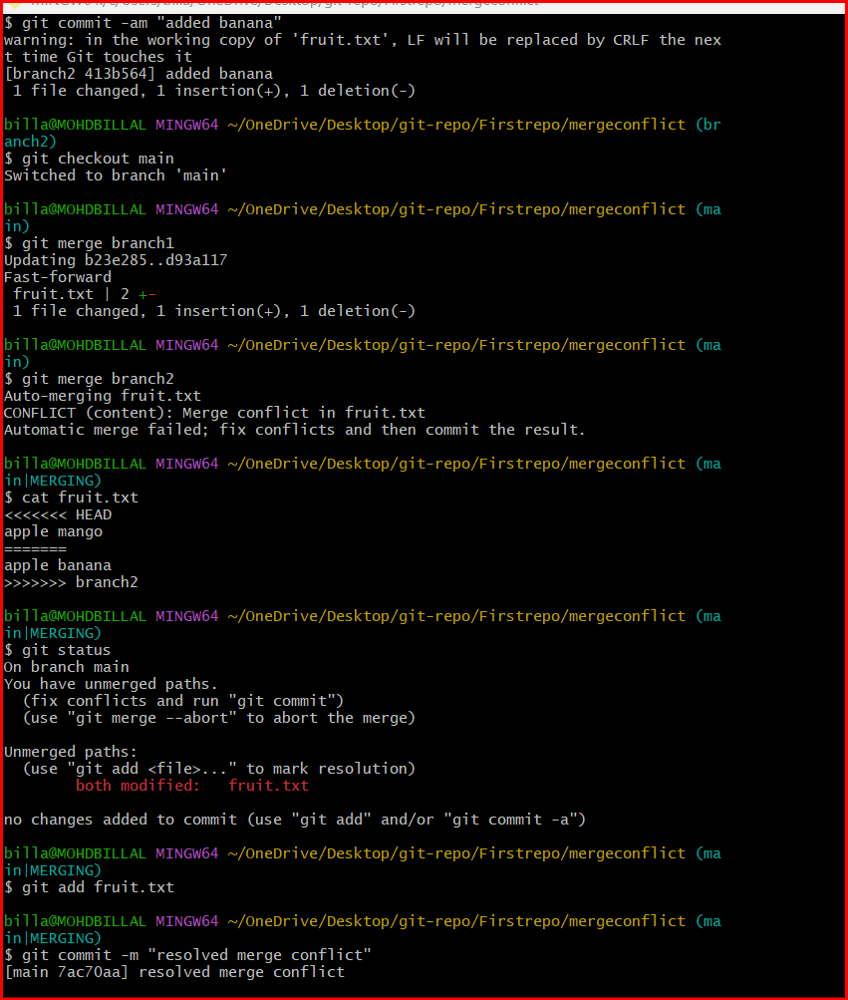 $ git commit -am "added banana"
warning: in the working copy of 'fruit.txt', LF will be replaced by CRLF the nex
t time Git touches it
[branch2 413b564] added banana
 1 file changed, 1 insertion(+), 1 deletion(-)

billa@MOHDBILLAL MINGW64 ~/OneDrive/Desktop/git-repo/Firstrepo/mergeconflict (br
anch2)
$ git checkout main
Switched to branch 'main'

billa@MOHDBILLAL MINGW64 ~/OneDrive/Desktop/git-repo/Firstrepo/mergeconflict (ma
in)
$ git merge branch1
Updating b23e285..d93a117
Fast-forward
 fruit.txt | 2 +-
 1 file changed, 1 insertion(+), 1 deletion(-)

billa@MOHDBILLAL MINGW64 ~/OneDrive/Desktop/git-repo/Firstrepo/mergeconflict (ma
in)
$ git merge branch2
Auto-merging fruit.txt
CONFLICT (content): Merge conflict in fruit.txt
Automatic merge failed; fix conflicts and then commit the result.

billa@MOHDBILLAL MINGW64 ~/OneDrive/Desktop/git-repo/Firstrepo/mergeconflict (ma
in|MERGING)
$ cat fruit.txt
<<<<<<< HEAD
apple mango
=======
apple banana
>>>>>>> branch2

billa@MOHDBILLAL MINGW64 ~/OneDrive/Desktop/git-repo/Firstrepo/mergeconflict (ma
in|MERGING)
$ git status
On branch main
You have unmerged paths.
  (fix conflicts and run "git commit")
  (use "git merge --abort" to abort the merge)

Unmerged paths:
  (use "git add <file>..." to mark resolution)
        both modified:   fruit.txt

no changes added to commit (use "git add" and/or "git commit -a")

billa@MOHDBILLAL MINGW64 ~/OneDrive/Desktop/git-repo/Firstrepo/mergeconflict (ma
in|MERGING)
$ git add fruit.txt

billa@MOHDBILLAL MINGW64 ~/OneDrive/Desktop/git-repo/Firstrepo/mergeconflict (ma
in|MERGING)
$ git commit -m "resolved merge conflict"
[main 7ac70aa] resolved merge conflict